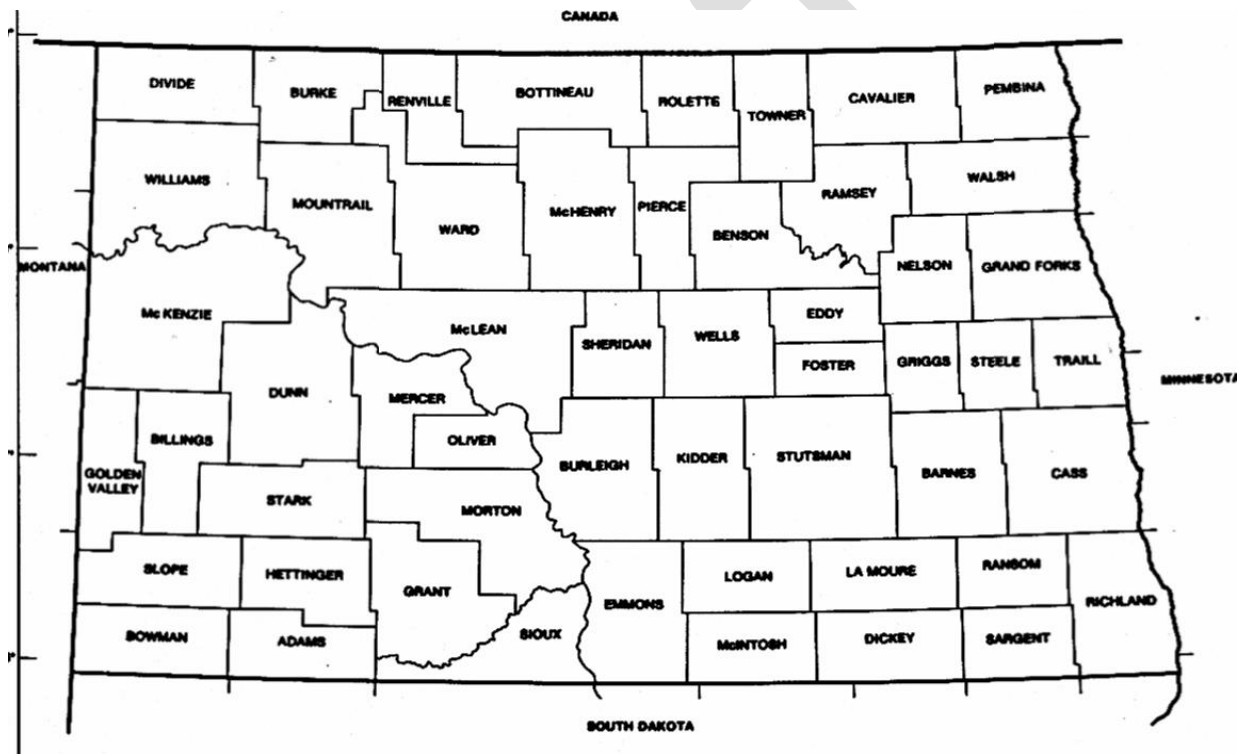 CANADA
DIVIDE
BURKE
RENVILLE
BOTTINEAU
ROLETTE
TOWNER
CAVALIER
PEMBINA
WILLIAMS
MOUNTRAIL
WARD
McHENRY
PIERCE
BENSON
RAMSEY
WALSH
MONTANA
NELSON
GRAND FORKS
McKENZIE
McLEAN
SHERIDAN
WELLS
EDDY
FOSTER
GRIGGS
STEELE
TRAILL
MINNESOTA
DUNN
MERCER
OLIVER
BILLINGS
GOLDEN
VALLEY
STARK
MORTON
BURLEIGH
KIDDER
STUTSMAN
BARNES
CASS
SLOPE
HETTINGER
GRANT
EMMONS
LOGAN
LA MOURE
RANSOM
RICHLAND
BOWMAN
ADAMS
SIOUX
McINTOSH
DICKEY
SARGENT
SOUTH DAKOTA